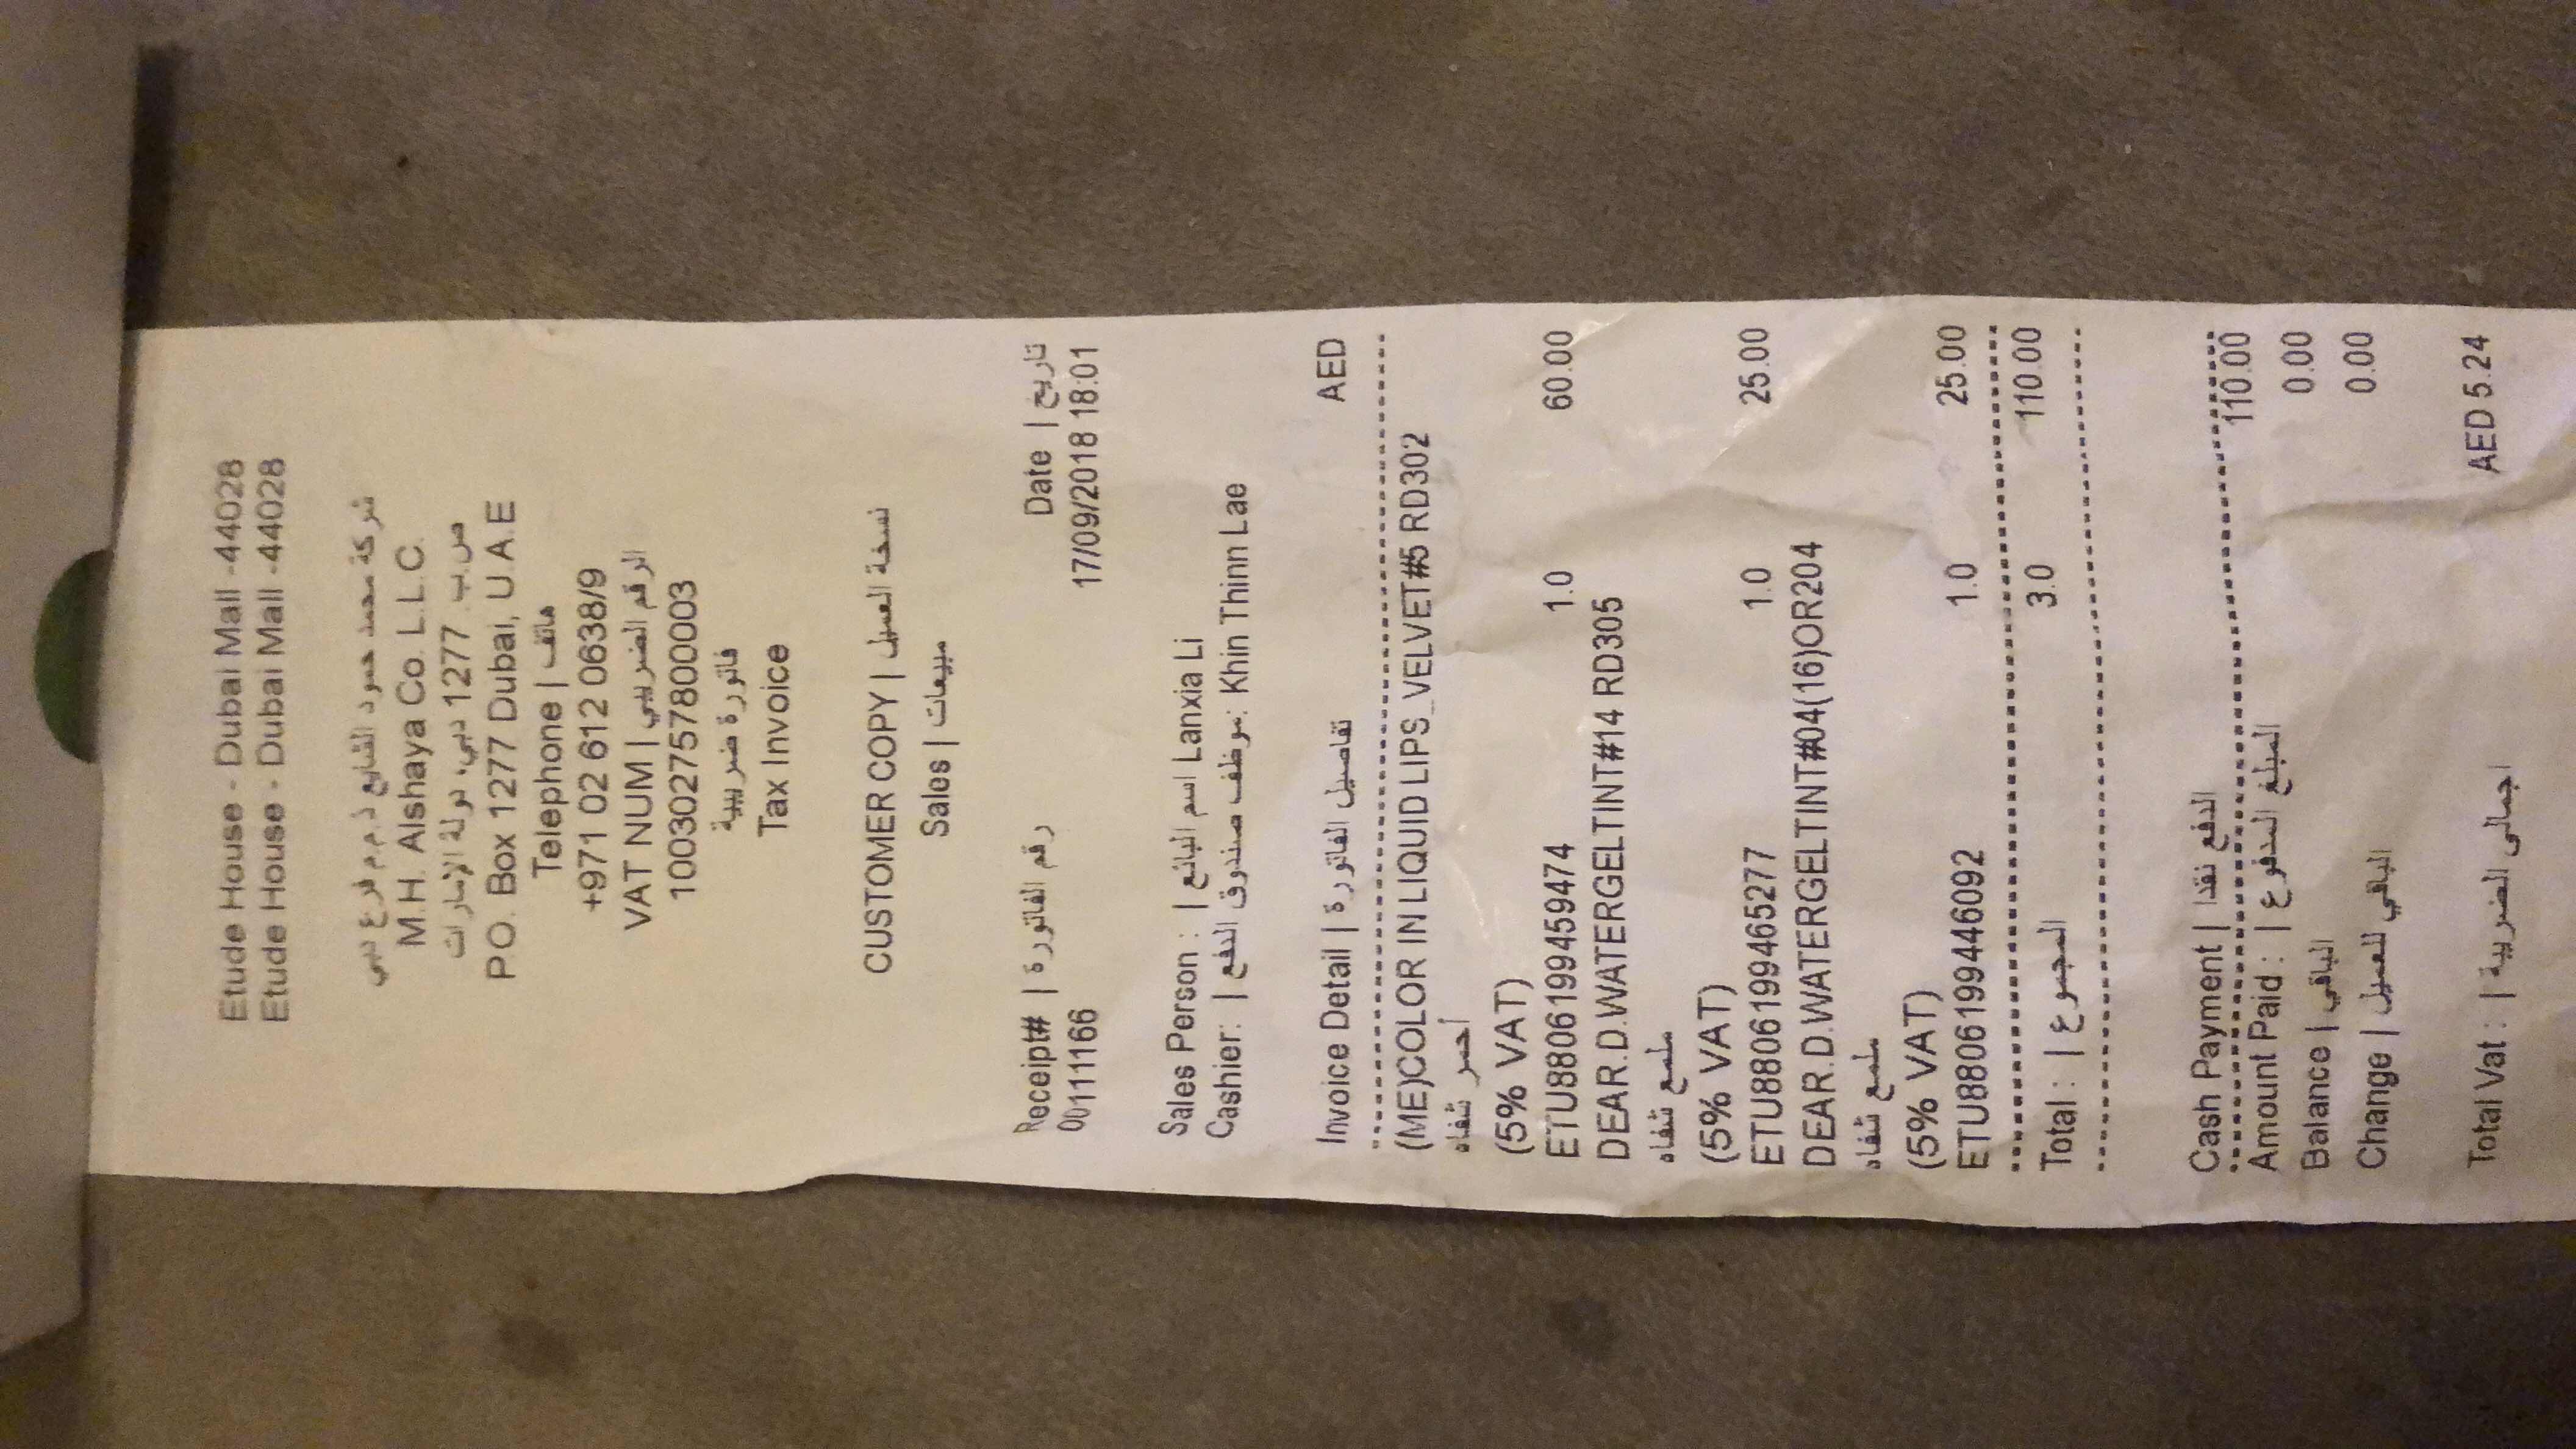 Etude House - Dubai Mall -44028
Etude House - Dubai Mall -44028
شركة محمد حمود الشايع ذ.م.م فرع دبي
M.H. Alshaya Co. L.L.C.
ص.ب. 1277 دبي، دولة الإمارات
P.O. Box 1277 Dubai, U.A.E
Telephone | هاتف
+971 02 612 0638/9
VAT NUM | الرقم الضريبي
100302757800003
فاتورة ضريبية
Tax Invoice
CUSTOMER COPY | نسخة العميل
Sales | مبيعات
Receipt# | رقم الفاتورة Date | تاريخ
00111166 17/09/2018 18:01
Sales Person : | اسم البائع Lanxia Li
Cashier: | موظف صندوق الدفع: Khin Thinn Lae
Invoice Detail | تفاصيل الفاتورة AED
(ME)COLOR IN LIQUID LIPS_VELVET#5 RD302
أحمر شفاه
(5% VAT)
ETU8806199459474 1.0 60.00
DEAR.D.WATERGELTINT#14 RD305
ملمع شفاه
(5% VAT)
ETU8806199465277 1.0 25.00
DEAR.D.WATERGELTINT#04(16)OR204
ملمع شفاه
(5% VAT)
ETU8806199446092 1.0 25.00
Total : | المجموع 3.0 110.00
Cash Payment | الدفع نقدا
Amount Paid : | المبلغ المدفوع 110.00
Balance | الباقي 0.00
Change | الباقي للعميل 0.00
Total Vat : | اجمالى الضريبة AED 5.24